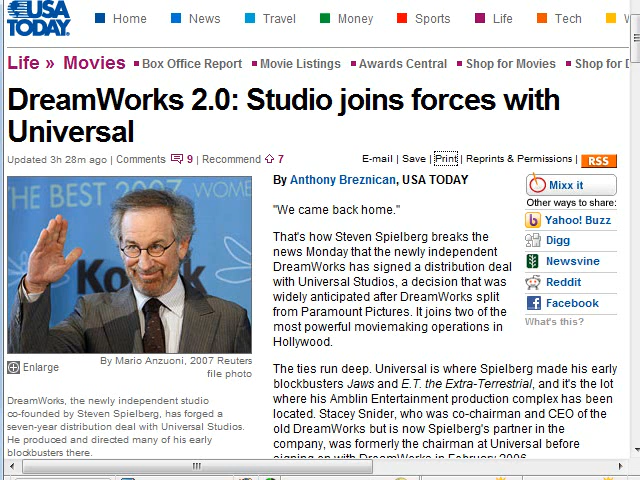 USA
TODAY
Home News Travel Money Sports Life Tech
Life » Movies Box Office Report Movie Listings Awards Central Shop for Movies Shop for
DreamWorks 2.0: Studio joins forces with
Universal
Updated 3h 28m ago | Comments 9 | Recommend 7
E-mail | Save | Print | Reprints & Permissions | RSS
THE BEST 2007 WOME
Kodak
By Mario Anzuoni, 2007 Reuters
file photo
Enlarge
DreamWorks, the newly independent studio
co-founded by Steven Spielberg, has forged a
seven-year distribution deal with Universal Studios.
He produced and directed many of his early
blockbusters there.
By Anthony Breznican, USA TODAY
"We came back home."
That's how Steven Spielberg breaks the
news Monday that the newly independent
DreamWorks has signed a distribution deal
with Universal Studios, a decision that was
widely anticipated after DreamWorks split
from Paramount Pictures. It joins two of the
most powerful moviemaking operations in
Hollywood.
The ties run deep. Universal is where Spielberg made his early
blockbusters Jaws and E.T. the Extra-Terrestrial, and it's the lot
where his Amblin Entertainment production complex has been
located. Stacey Snider, who was co-chairman and CEO of the
old DreamWorks but is now Spielberg's partner in the
company, was formerly the chairman at Universal before
signing on with DreamWorks in February 2006
Mixx it
Other ways to share:
Yahoo! Buzz
Digg
Newsvine
Reddit
Facebook
What's this?